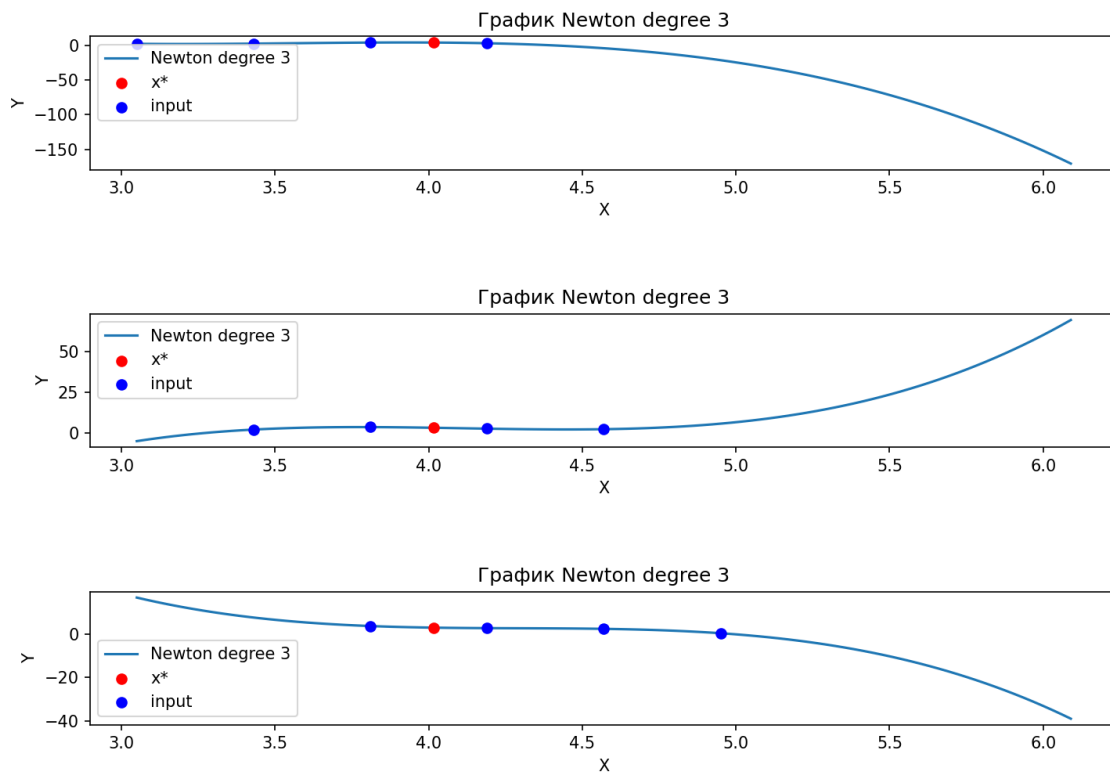 График Newton degree 3
0
−50
−100
−150
Y
Newton degree 3
x*
input
3.0 3.5 4.0 4.5 5.0 5.5 6.0
X
График Newton degree 3
50
25
0
Y
Newton degree 3
x*
input
3.0 3.5 4.0 4.5 5.0 5.5 6.0
X
График Newton degree 3
0
−20
−40
Y
Newton degree 3
x*
input
3.0 3.5 4.0 4.5 5.0 5.5 6.0
X